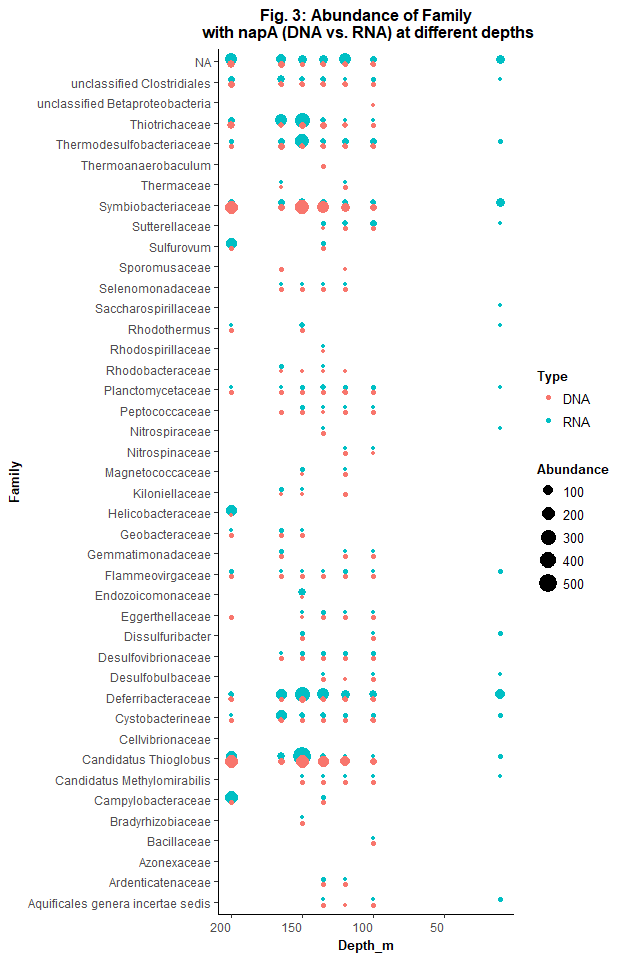 Fig. 3: Abundance of Family
with napA (DNA vs. RNA) at different depths
Family
NA
unclassified Clostridiales
unclassified Betaproteobacteria
Thiotrichaceae
Thermodesulfobacteriaceae
Thermoanaerobaculum
Thermaceae
Symbiobacteriaceae
Sutterellaceae
Sulfurovum
Sporomusaceae
Selenomonadaceae
Saccharospirillaceae
Rhodothermus
Rhodospirillaceae
Rhodobacteraceae
Planctomycetaceae
Peptococcaceae
Nitrospiraceae
Nitrospinaceae
Magnetococcaceae
Kiloniellaceae
Helicobacteraceae
Geobacteraceae
Gemmatimonadaceae
Flammeovirgaceae
Endozoicomonaceae
Eggerthellaceae
Dissulfuribacter
Desulfovibrionaceae
Desulfobulbaceae
Deferribacteraceae
Cystobacterineae
Cellvibrionaceae
Candidatus Thioglobus
Candidatus Methylomirabilis
Campylobacteraceae
Bradyrhizobiaceae
Bacillaceae
Azonexaceae
Ardenticatenaceae
Aquificales genera incertae sedis
200 150 100 50
Depth_m
Type
DNA
RNA
Abundance
100
200
300
400
500